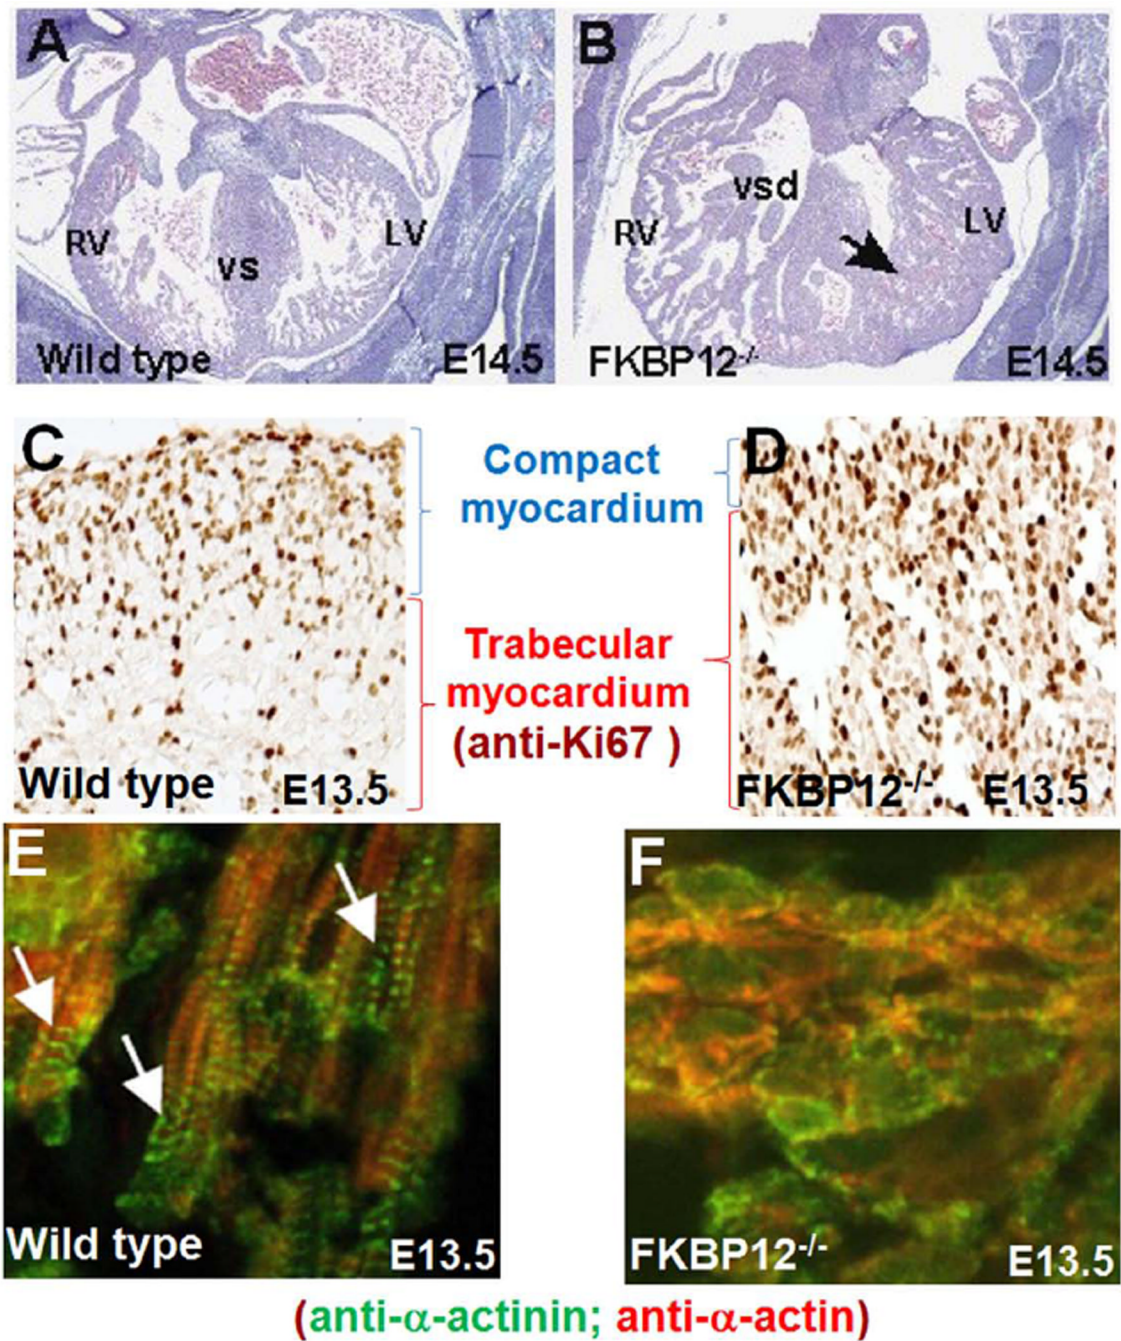 A
B
RV
vs
LV
Wild type
E14.5
RV
vsd
LV
FKBP12-/-
E14.5
C
Compact
myocardium
D
Trabecular
myocardium
(anti-Ki67 )
Wild type
E13.5
FKBP12-/-
E13.5
E
F
Wild type
E13.5
FKBP12-/-
E13.5
(anti-α-actinin; anti-α-actin)